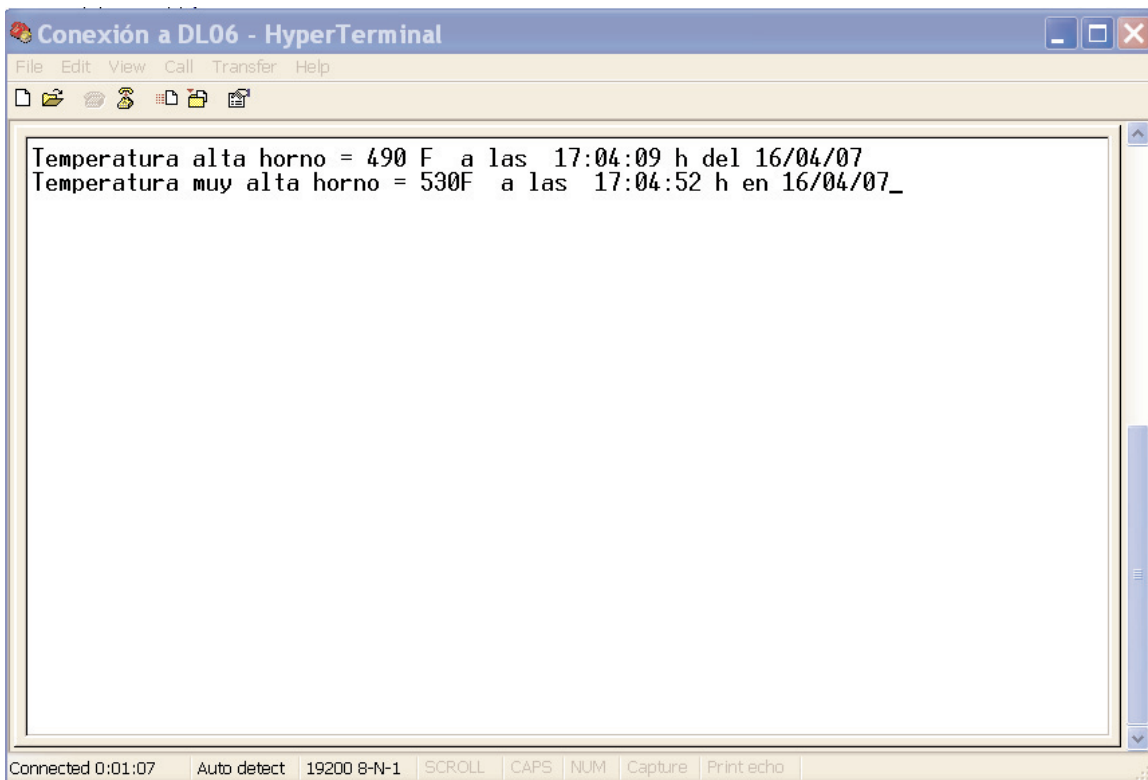 Conexión a DL06 - HyperTerminal
File Edit View Call Transfer Help
Temperatura alta horno = 490 F  a las  17:04:09 h del 16/04/07
Temperatura muy alta horno = 530F  a las  17:04:52 h en 16/04/07_
Connected 0:01:07 Auto detect 19200 8-N-1 SCROLL CAPS NUM Capture Print echo